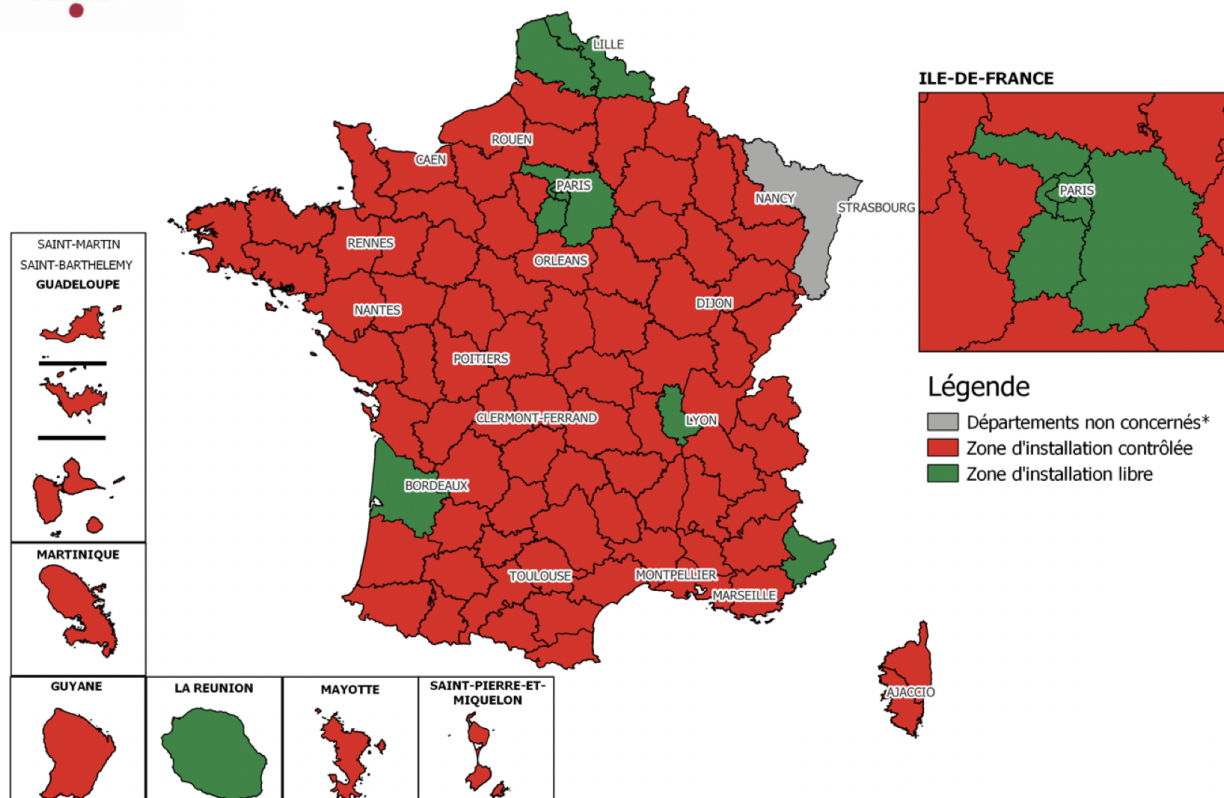 LILLE
ILE-DE-FRANCE
ROUEN
CAEN
PARIS
PARIS
NANCY
STRASBOURG
RENNES
SAINT-MARTIN
SAINT-BARTHELEMY
GUADELOUPE
ORLEANS
NANTES
DIJON
POITIERS
Légende
CLERMONT-FERRAND
LYON
Départements non concernés*
Zone d'installation contrôlée
Zone d'installation libre
BORDEAUX
MARTINIQUE
TOULOUSE
MONTPELLIER
MARSEILLE
GUYANE
LA REUNION
MAYOTTE
SAINT-PIERRE-ET-
MIQUELON
AJACCIO